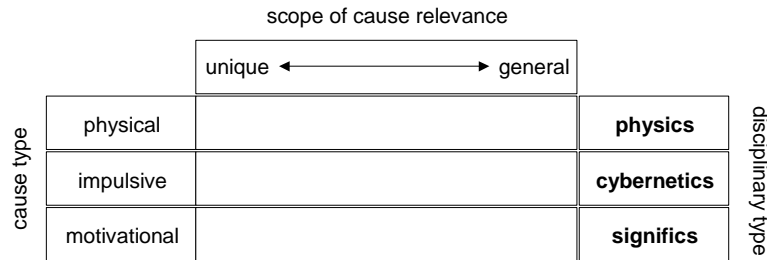 scope of cause relevance
unique general
physical physics
impulsive cybernetics
motivational significs
cause type
disciplinary type